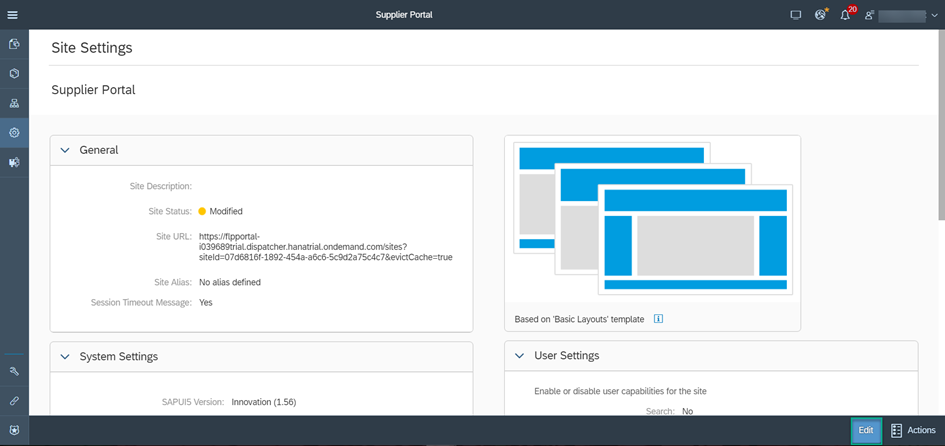 Supplier Portal
20
Site Settings
Supplier Portal
General
Site Description:
Site Status: Modified
Site URL: https://flpportal-
i039689trial.dispatcher.hanatrial.ondemand.com/sites?
siteId=07d6816f-1892-454a-a6c6-5c9d2a75c4c7&evictCache=true
Site Alias: No alias defined
Session Timeout Message: Yes
Based on 'Basic Layouts' template
System Settings
SAPUI5 Version: Innovation (1.56)
User Settings
Enable or disable user capabilities for the site
Search: No
Edit
Actions